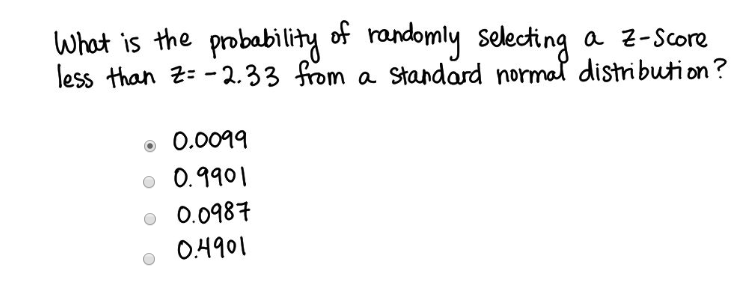 What is the probability of randomly selecting a z-score
less than z= -2.33 from a standard normal distribution?
0.0099
0.9901
0.0987
0.4901